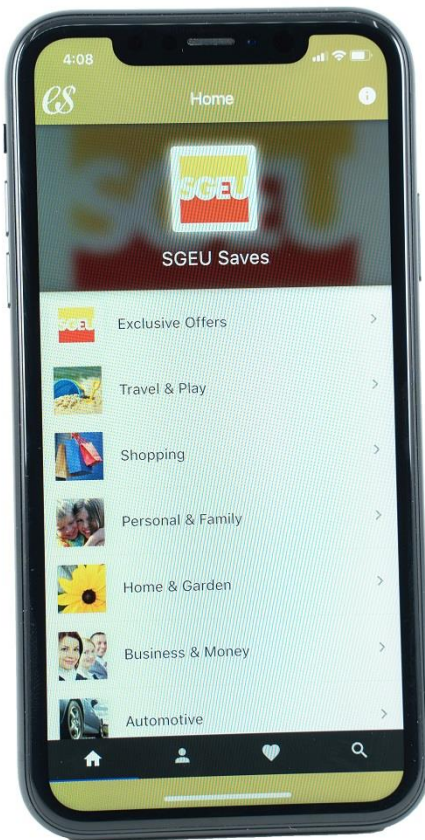 4:08
es
Home
SGEU
SGEU Saves
SGEU
Exclusive Offers
Travel & Play
Shopping
Personal & Family
Home & Garden
Business & Money
Automotive